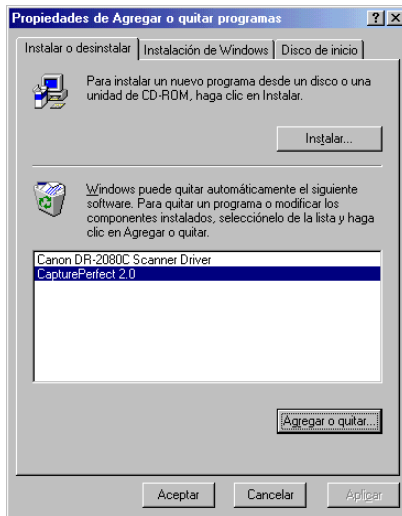 Propiedades de Agregar o quitar programas
Instalar o desinstalar Instalación de Windows Disco de inicio
Para instalar un nuevo programa desde un disco o una
unidad de CD-ROM, haga clic en Instalar.
Instalar...
Windows puede quitar automáticamente el siguiente
software. Para quitar un programa o modificar los
componentes instalados, selecciónelo de la lista y haga
clic en Agregar o quitar.
Canon DR-2080C Scanner Driver
CapturePerfect 2.0
Agregar o quitar...
Aceptar Cancelar Aplicar